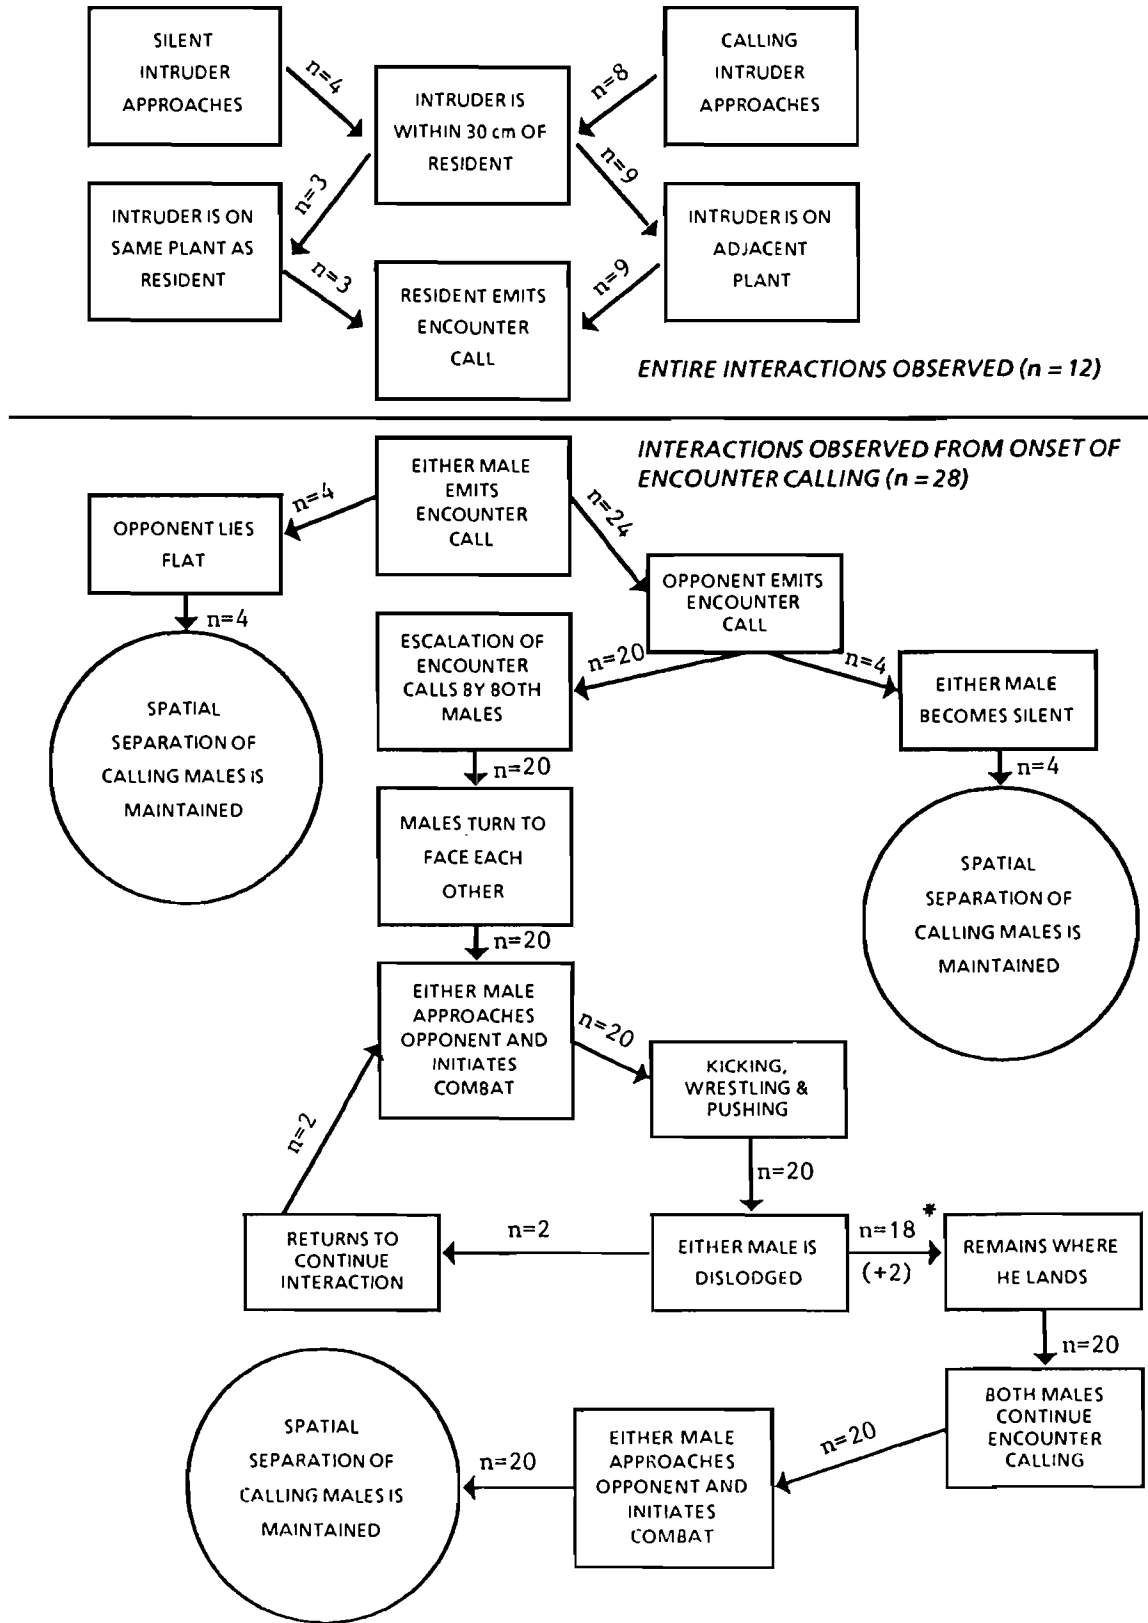 SILENT
INTRUDER
APPROACHES
n=4
INTRUDER IS
WITHIN 30 cm OF
RESIDENT
n=8
CALLING
INTRUDER
APPROACHES
n=3
n=9
INTRUDER IS ON
SAME PLANT AS
RESIDENT
INTRUDER IS ON
ADJACENT
PLANT
n=3
n=9
RESIDENT EMITS
ENCOUNTER
CALL
ENTIRE INTERACTIONS OBSERVED (n = 12)
INTERACTIONS OBSERVED FROM ONSET OF
ENCOUNTER CALLING (n = 28)
EITHER MALE
EMITS
ENCOUNTER
CALL
n=4
n=24
OPPONENT LIES
FLAT
n=4
OPPONENT EMITS
ENCOUNTER
CALL
n=20
n=4
ESCALATION OF
ENCOUNTER
CALLS BY BOTH
MALES
EITHER MALE
BECOMES SILENT
SPATIAL
SEPARATION OF
CALLING MALES IS
MAINTAINED
n=20
n=4
MALES TURN TO
FACE EACH
OTHER
SPATIAL
SEPARATION OF
CALLING MALES IS
MAINTAINED
n=20
EITHER MALE
APPROACHES
OPPONENT AND
INITIATES
COMBAT
n=20
KICKING,
WRESTLING &
PUSHING
n=2
n=20
RETURNS TO
CONTINUE
INTERACTION
n=2
EITHER MALE IS
DISLODGED
n=18 *
(+2)
REMAINS WHERE
HE LANDS
n=20
BOTH MALES
CONTINUE
ENCOUNTER
CALLING
n=20
EITHER MALE
APPROACHES
OPPONENT AND
INITIATES
COMBAT
n=20
SPATIAL
SEPARATION OF
CALLING MALES IS
MAINTAINED